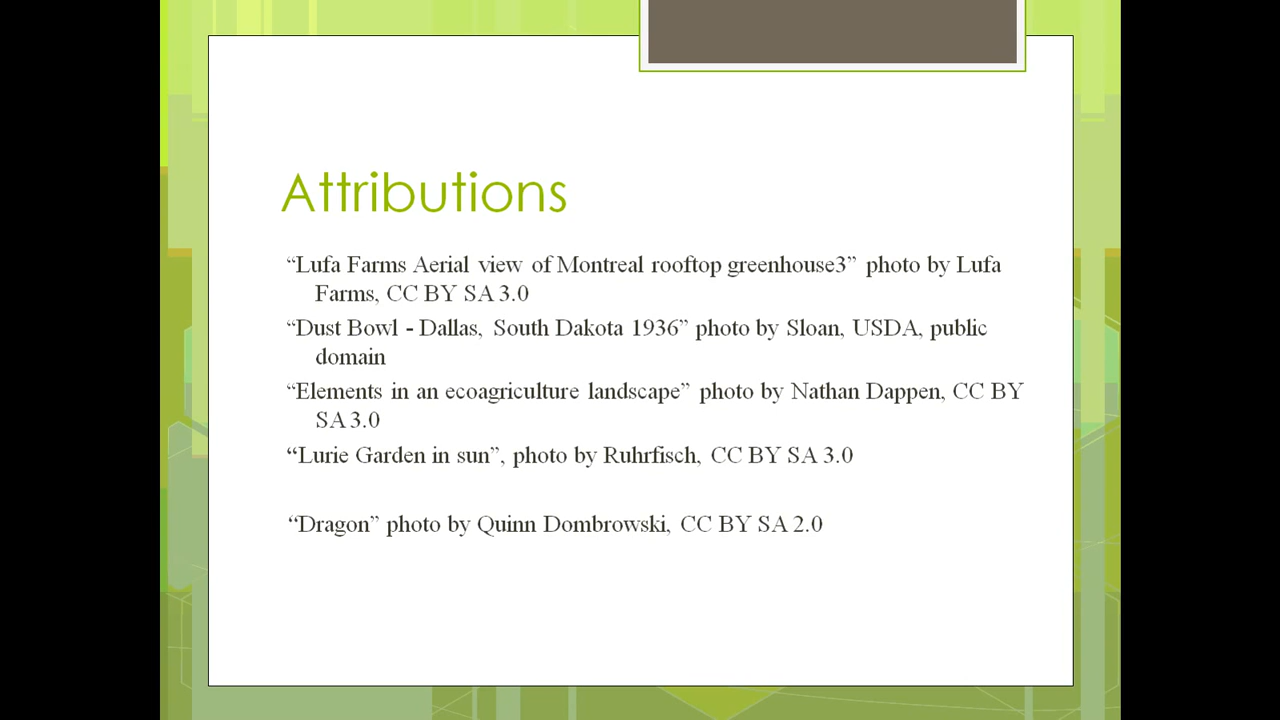 Attributions
“Lufa Farms Aerial view of Montreal rooftop greenhouse3” photo by Lufa
Farms, CC BY SA 3.0
“Dust Bowl - Dallas, South Dakota 1936” photo by Sloan, USDA, public
domain
“Elements in an ecoagriculture landscape” photo by Nathan Dappen, CC BY
SA 3.0
“Lurie Garden in sun”, photo by Ruhrfisch, CC BY SA 3.0
“Dragon” photo by Quinn Dombrowski, CC BY SA 2.0